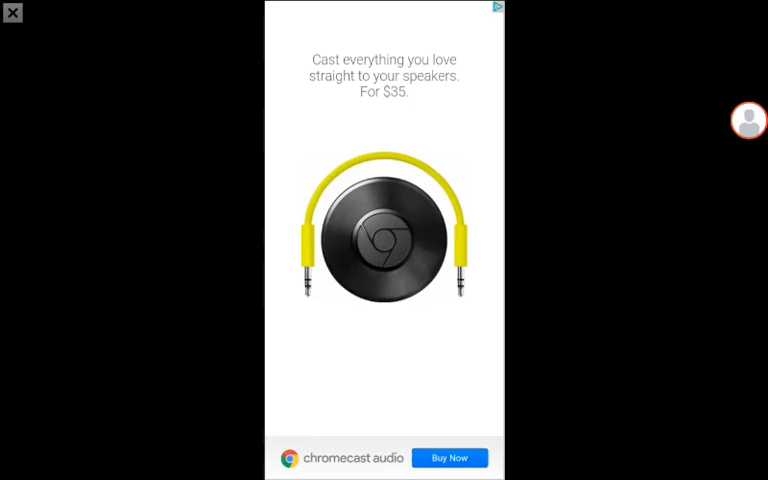 Cast everything you love
straight to your speakers.
For $35.
chromecast audio
Buy Now